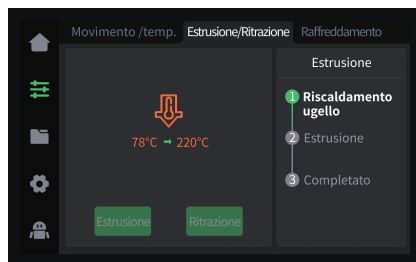 Movimento /temp. Estrusione/Ritrazione Raffreddamento
Estrusione
1 Riscaldamento
ugello
78°C → 220°C
2 Estrusione
3 Completato
Estrusione Ritrazione